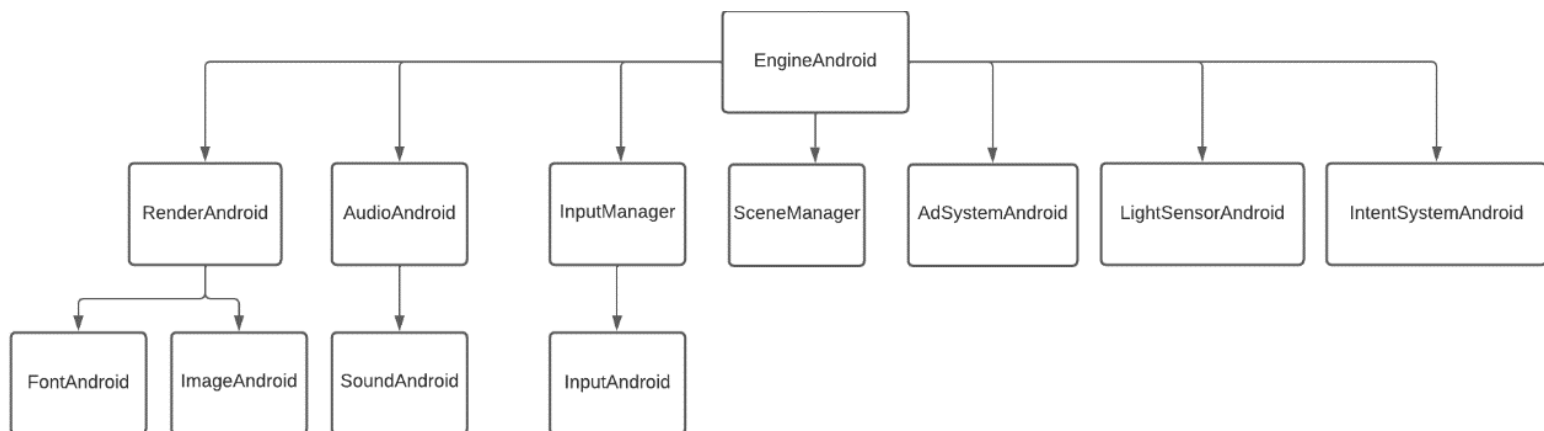 EngineAndroid
RenderAndroid
AudioAndroid
InputManager
SceneManager
AdSystemAndroid
LightSensorAndroid
IntentSystemAndroid
FontAndroid
ImageAndroid
SoundAndroid
InputAndroid